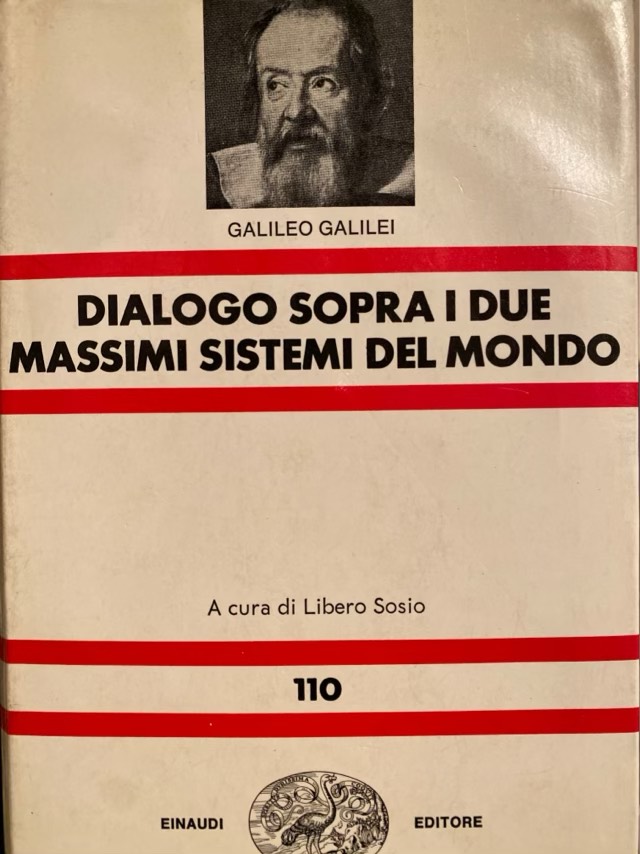 GALILEO GALILEI
DIALOGO SOPRA I DUE
MASSIMI SISTEMI DEL MONDO
A cura di Libero Sosio
110
EINAUDI EDITORE